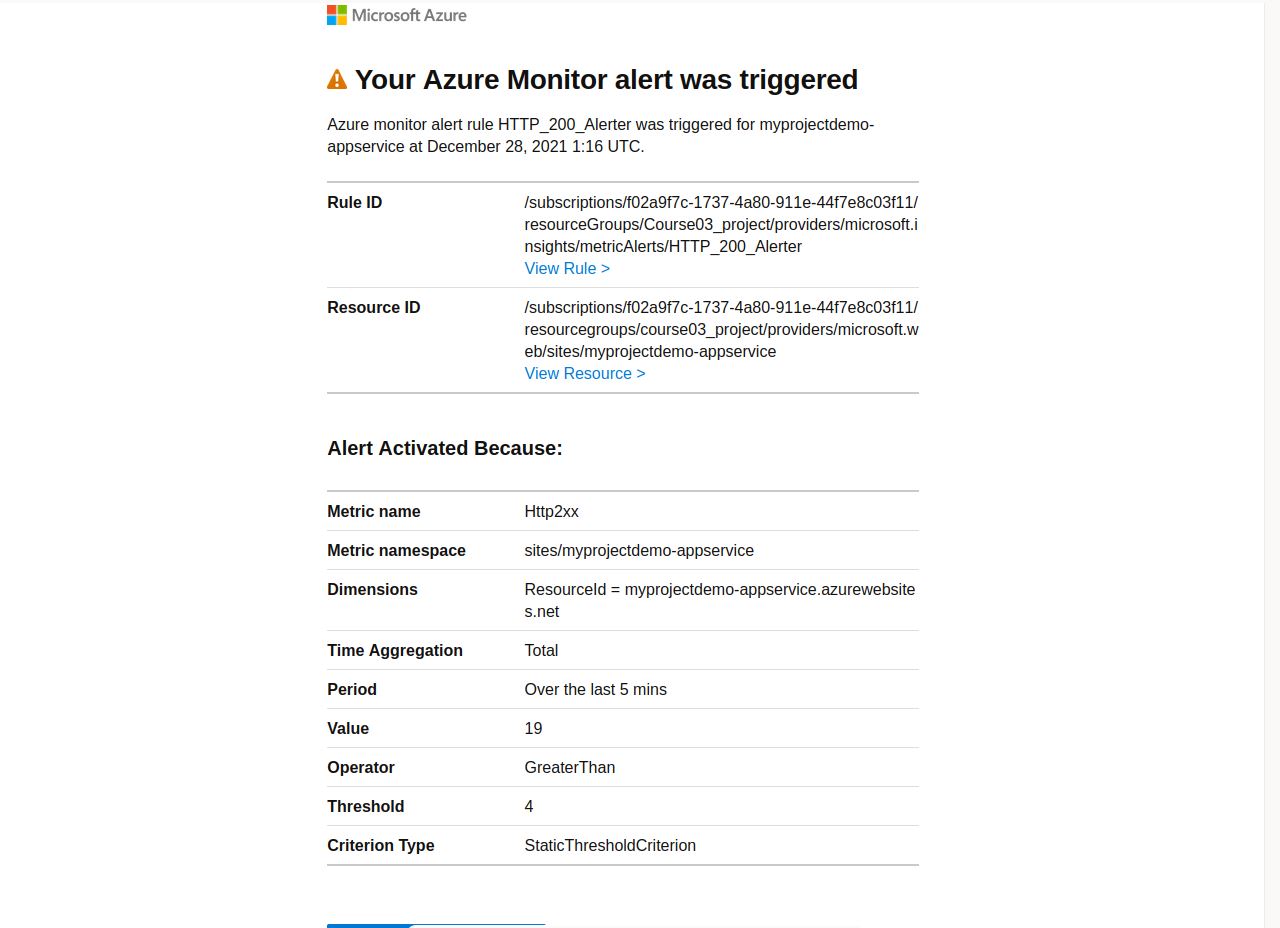 Microsoft Azure
Your Azure Monitor alert was triggered
Azure monitor alert rule HTTP_200_Alerter was triggered for myprojectdemo-
appservice at December 28, 2021 1:16 UTC.
Rule ID
/subscriptions/f02a9f7c-1737-4a80-911e-44f7e8c03f11/
resourceGroups/Course03_project/providers/microsoft.i
nsights/metricAlerts/HTTP_200_Alerter
View Rule >
Resource ID
/subscriptions/f02a9f7c-1737-4a80-911e-44f7e8c03f11/
resourcegroups/course03_project/providers/microsoft.w
eb/sites/myprojectdemo-appservice
View Resource >
Alert Activated Because:
Metric name Http2xx
Metric namespace sites/myprojectdemo-appservice
Dimensions ResourceId = myprojectdemo-appservice.azurewebsite
s.net
Time Aggregation Total
Period Over the last 5 mins
Value 19
Operator GreaterThan
Threshold 4
Criterion Type StaticThresholdCriterion